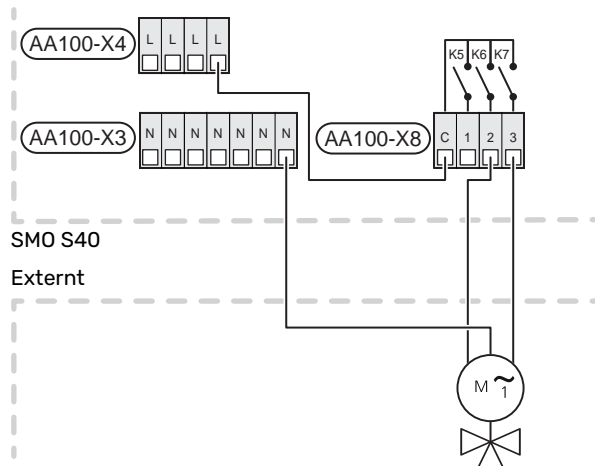 AA100-X4
L L L L
K5 K6 K7
AA100-X3
N N N N N N N
AA100-X8
C 1 2 3
SMO S40
Externt
M ~ 1